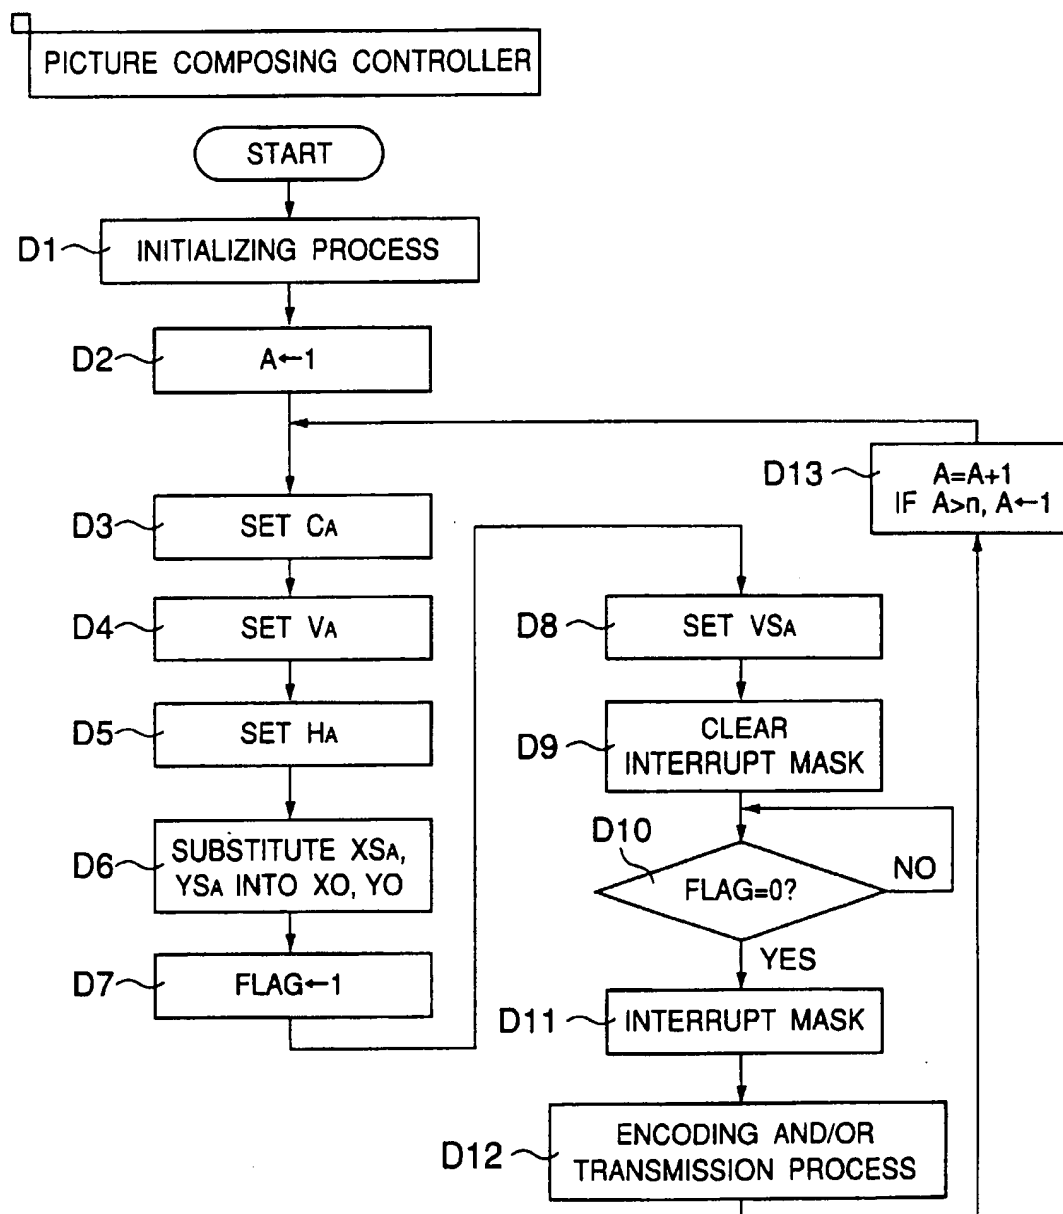 PICTURE COMPOSING CONTROLLER
START
D1
INITIALIZING PROCESS
D2
A←1
D3
SET CA
D4
SET VA
D5
SET HA
D6
SUBSTITUTE XSA,
YSA INTO XO, YO
D7
FLAG←1
D8
SET VSA
D9
CLEAR
INTERRUPT MASK
D10
FLAG=0?
NO
YES
D11
INTERRUPT MASK
D12
ENCODING AND/OR
TRANSMISSION PROCESS
D13
A=A+1
IF A>n, A←1